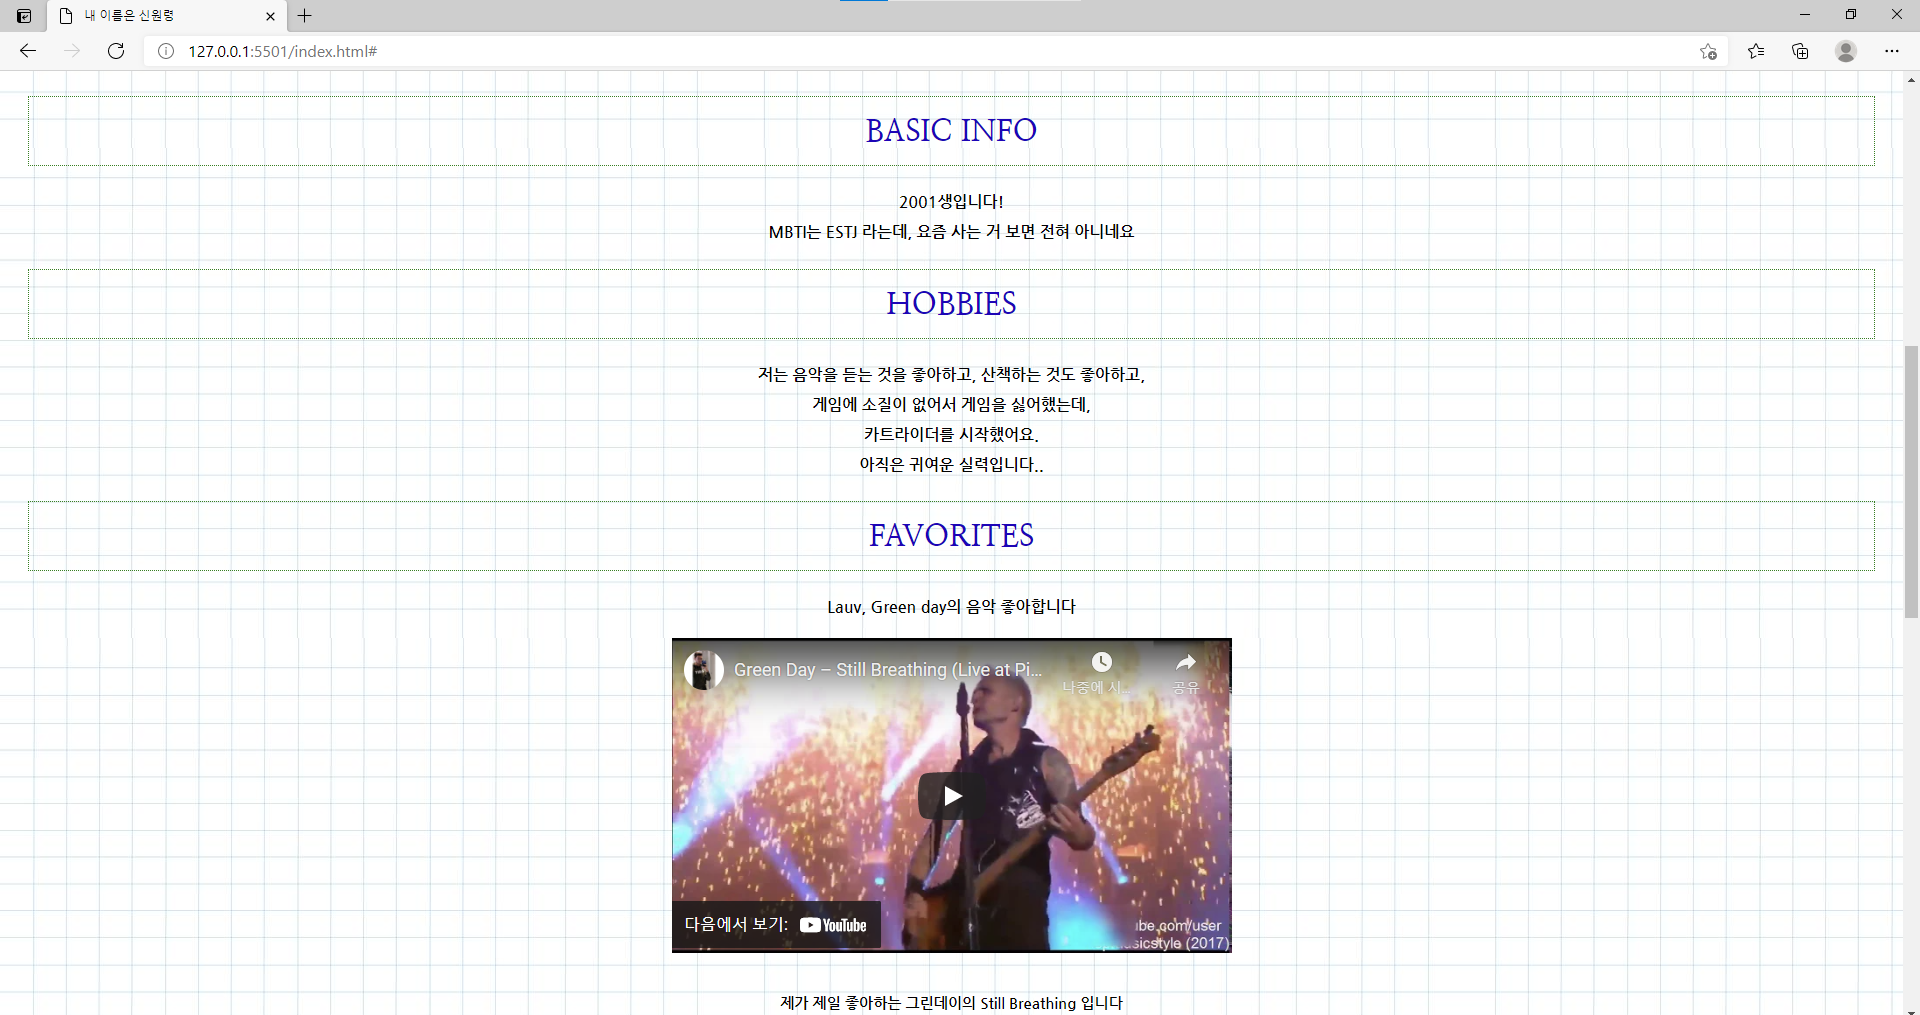 내 이름은 신원령
127.0.0.1:5501/index.html#
BASIC INFO
2001생입니다!
MBTI는 ESTJ 라는데, 요즘 사는 거 보면 전혀 아니네요
HOBBIES
저는 음악을 듣는 것을 좋아하고, 산책하는 것도 좋아하고,
게임에 소질이 없어서 게임을 싫어했는데,
카트라이더를 시작했어요.
아직은 귀여운 실력입니다..
FAVORITES
Lauv, Green day의 음악 좋아합니다
Green Day – Still Breathing (Live at Pi...
나중에 시...
공유
다음에서 보기: YouTube
be.com/user
sicstyle (2017)
제가 제일 좋아하는 그린데이의 Still Breathing 입니다